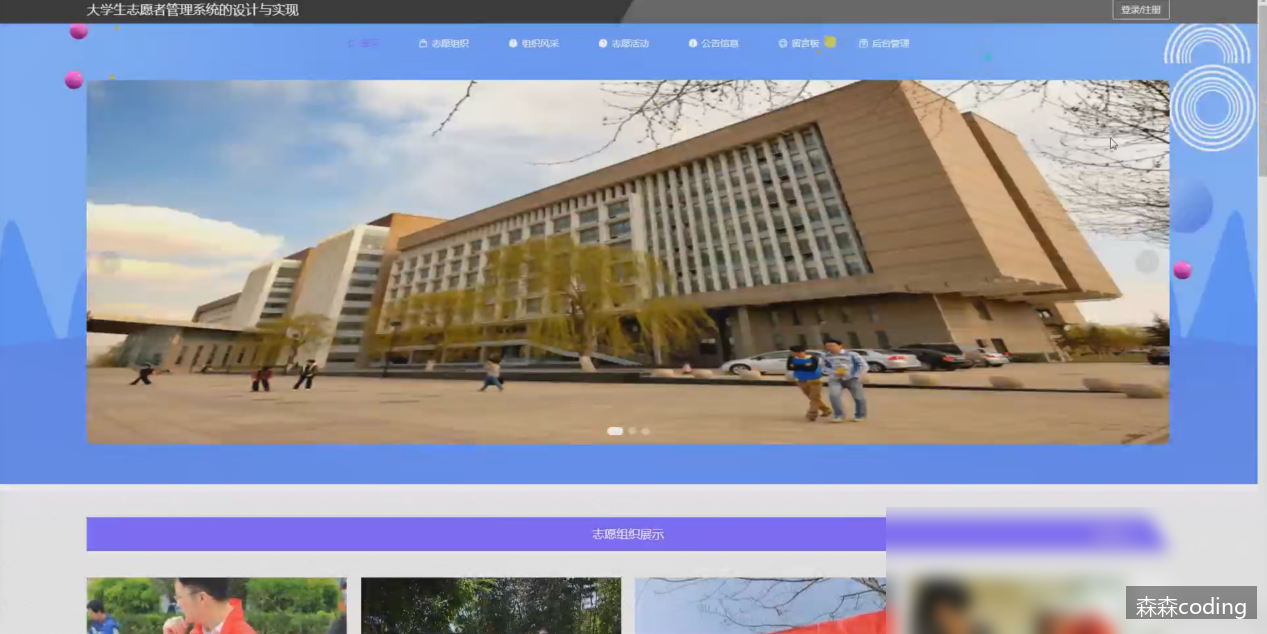 大学生志愿者管理系统的设计与实现
登录/注册
首页
志愿组织
组织风采
志愿活动
公告信息
留言板
后台管理
志愿组织展示
森森coding